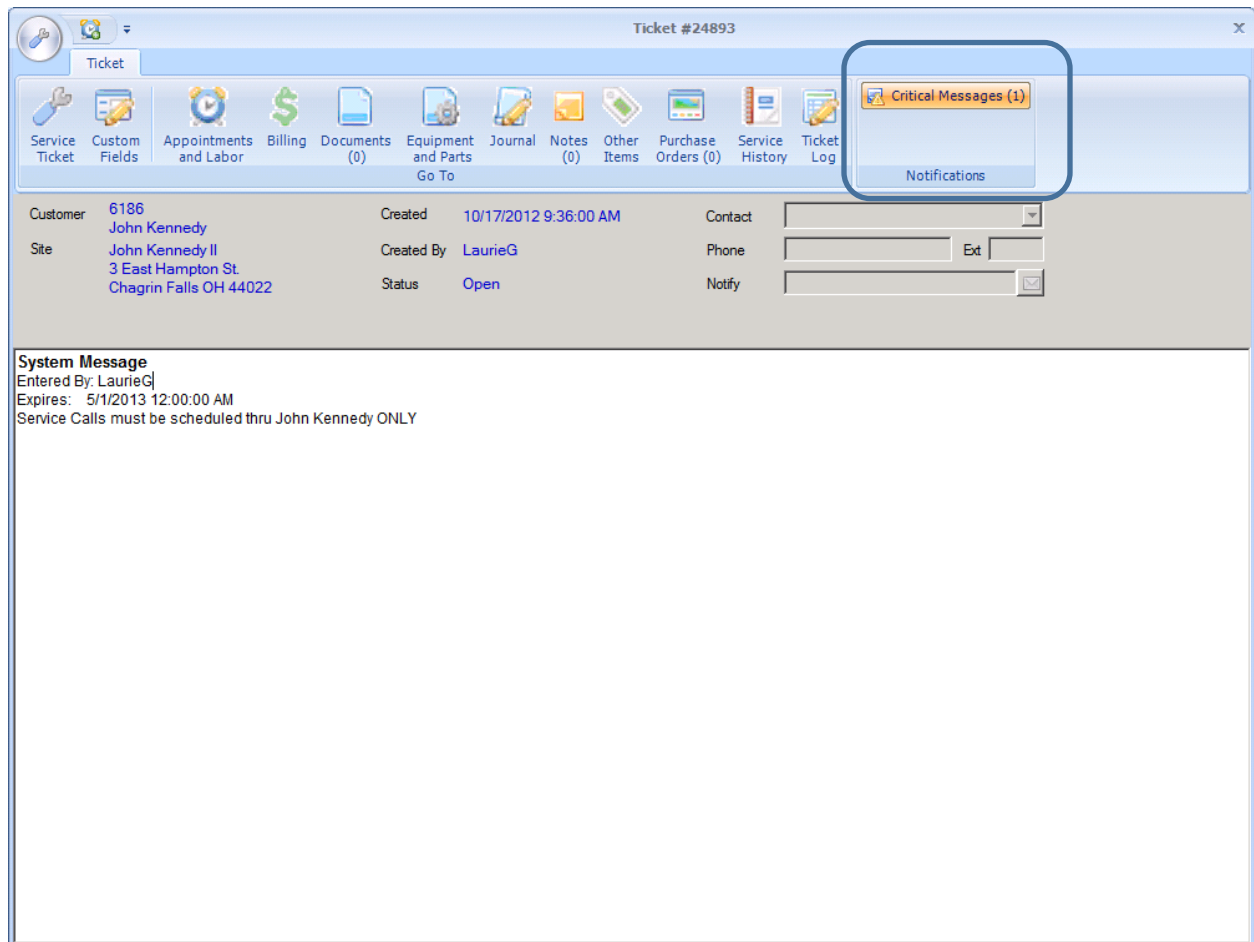 Ticket #24893
x
Ticket
Service Ticket
Custom Fields
Appointments and Labor
Billing
Documents (0)
Equipment and Parts
Journal
Notes (0)
Other Items
Purchase Orders (0)
Service History
Ticket Log
Go To
Critical Messages (1)
Notifications
Customer 6186
John Kennedy
Site John Kennedy II
3 East Hampton St.
Chagrin Falls OH 44022
Created 10/17/2012 9:36:00 AM
Created By LaurieG
Status Open
Contact
Phone Ext
Notify
System Message
Entered By: LaurieG
Expires: 5/1/2013 12:00:00 AM
Service Calls must be scheduled thru John Kennedy ONLY